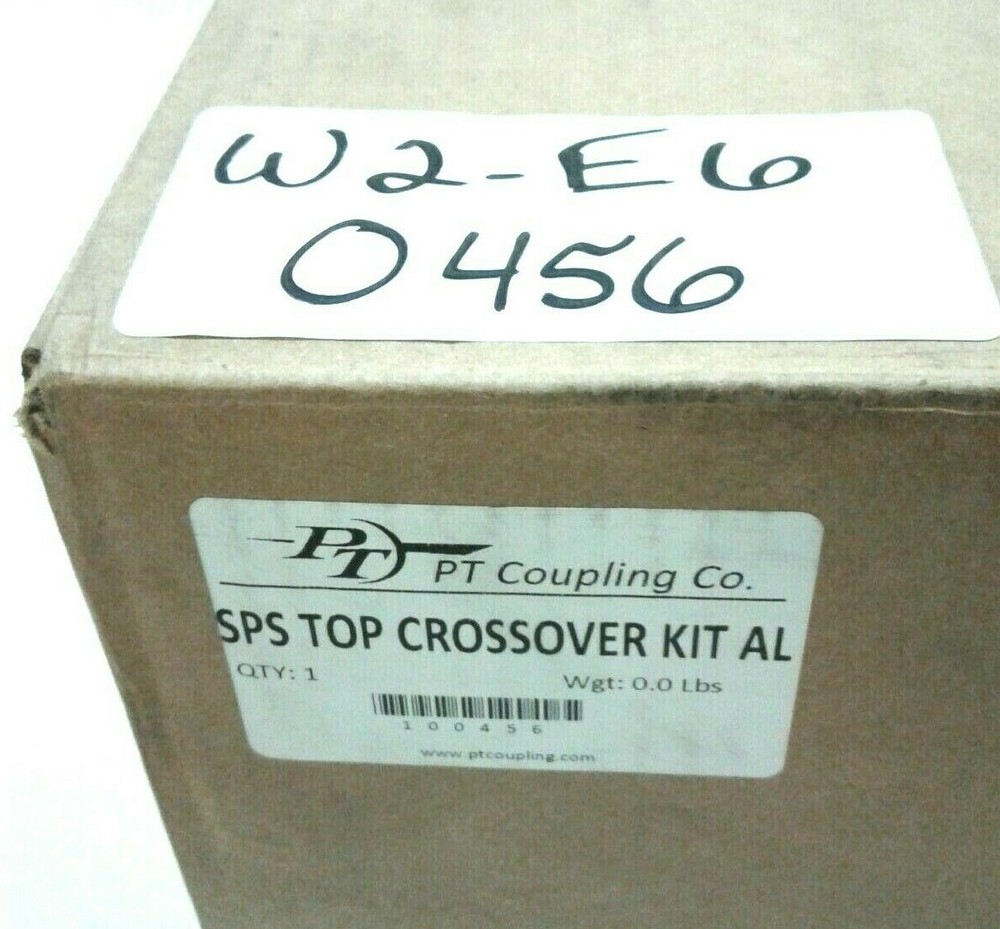 W2-E6
0456
PT PT Coupling Co.
SPS TOP CROSSOVER KIT AL
QTY: 1 Wgt: 0.0 Lbs
100456
www.ptcoupling.com